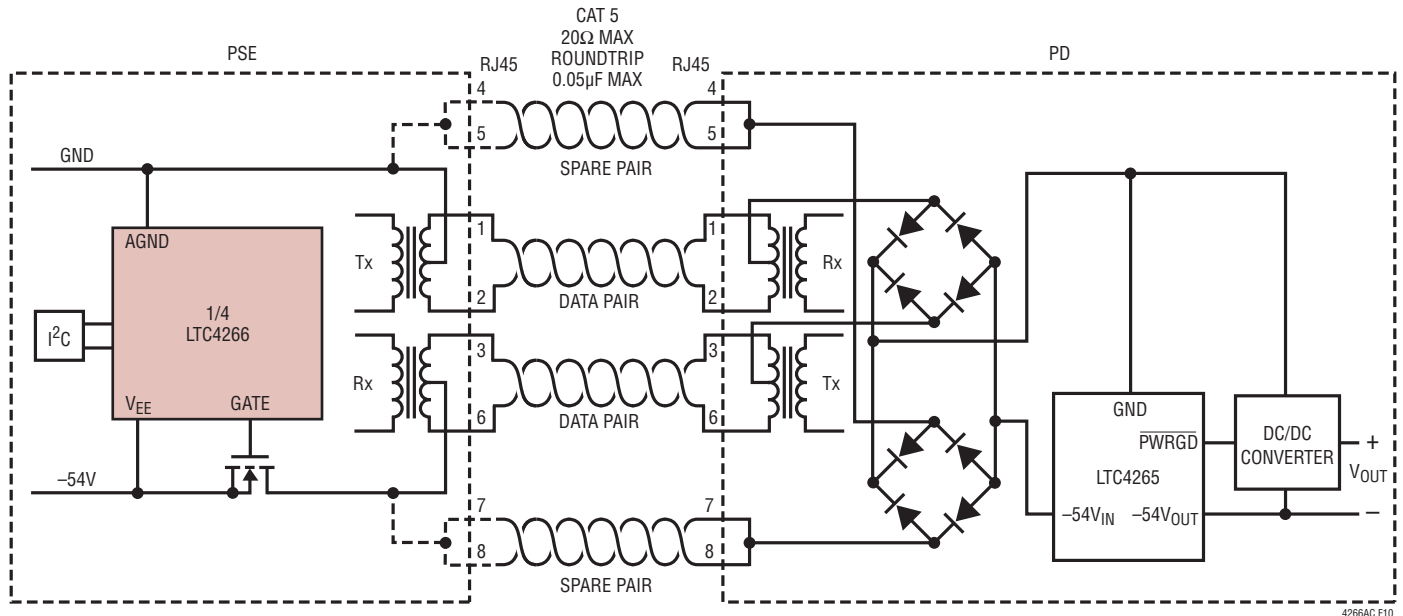 CAT 5
20Ω MAX
ROUNDTRIP
0.05µF MAX
PSE
RJ45
RJ45
PD
4
5
4
5
SPARE PAIR
GND
AGND
1/4
LTC4266
I²C
VEE
GATE
–54V
Tx
Rx
1
2
3
6
DATA PAIR
DATA PAIR
1
2
3
6
Rx
Tx
7
8
7
8
SPARE PAIR
GND
PWRGD
LTC4265
–54VIN
–54VOUT
DC/DC
CONVERTER
+
VOUT
–
4266AC F10